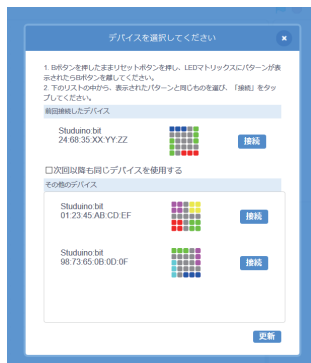 デバイスを選択してください
1. Bボタンを押したままリセットボタンを押し、LEDマトリックスにパターンが表
示されたらBボタンを離してください。
2. 下のリストの中から、表示されたパターンと同じものを選び、「接続」をタッ
プしてください。
前回接続したデバイス
Studuino:bit
24:68:35:XX:YY:ZZ
接続
□次回以降も同じデバイスを使用する
その他のデバイス
Studuino:bit
01:23:45:AB:CD:EF
接続
Studuino:bit
98:73:65:0B:0D:0F
接続
更新